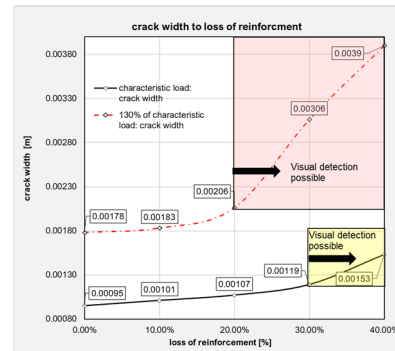 crack width to loss of reinforcment
crack width [m]
0.00380
0.00330
0.00280
0.00230
0.00180
0.00130
0.00080
characteristic load:
crack width
130% of characteristic
load: crack width
0.0039
0.00306
Visual detection
possible
0.00206
0.00178
0.00183
Visual detection
possible
0.00119
0.00153
0.00107
0.00101
0.00095
0.00% 10.00% 20.00% 30.00% 40.00%
loss of reinforcement [%]